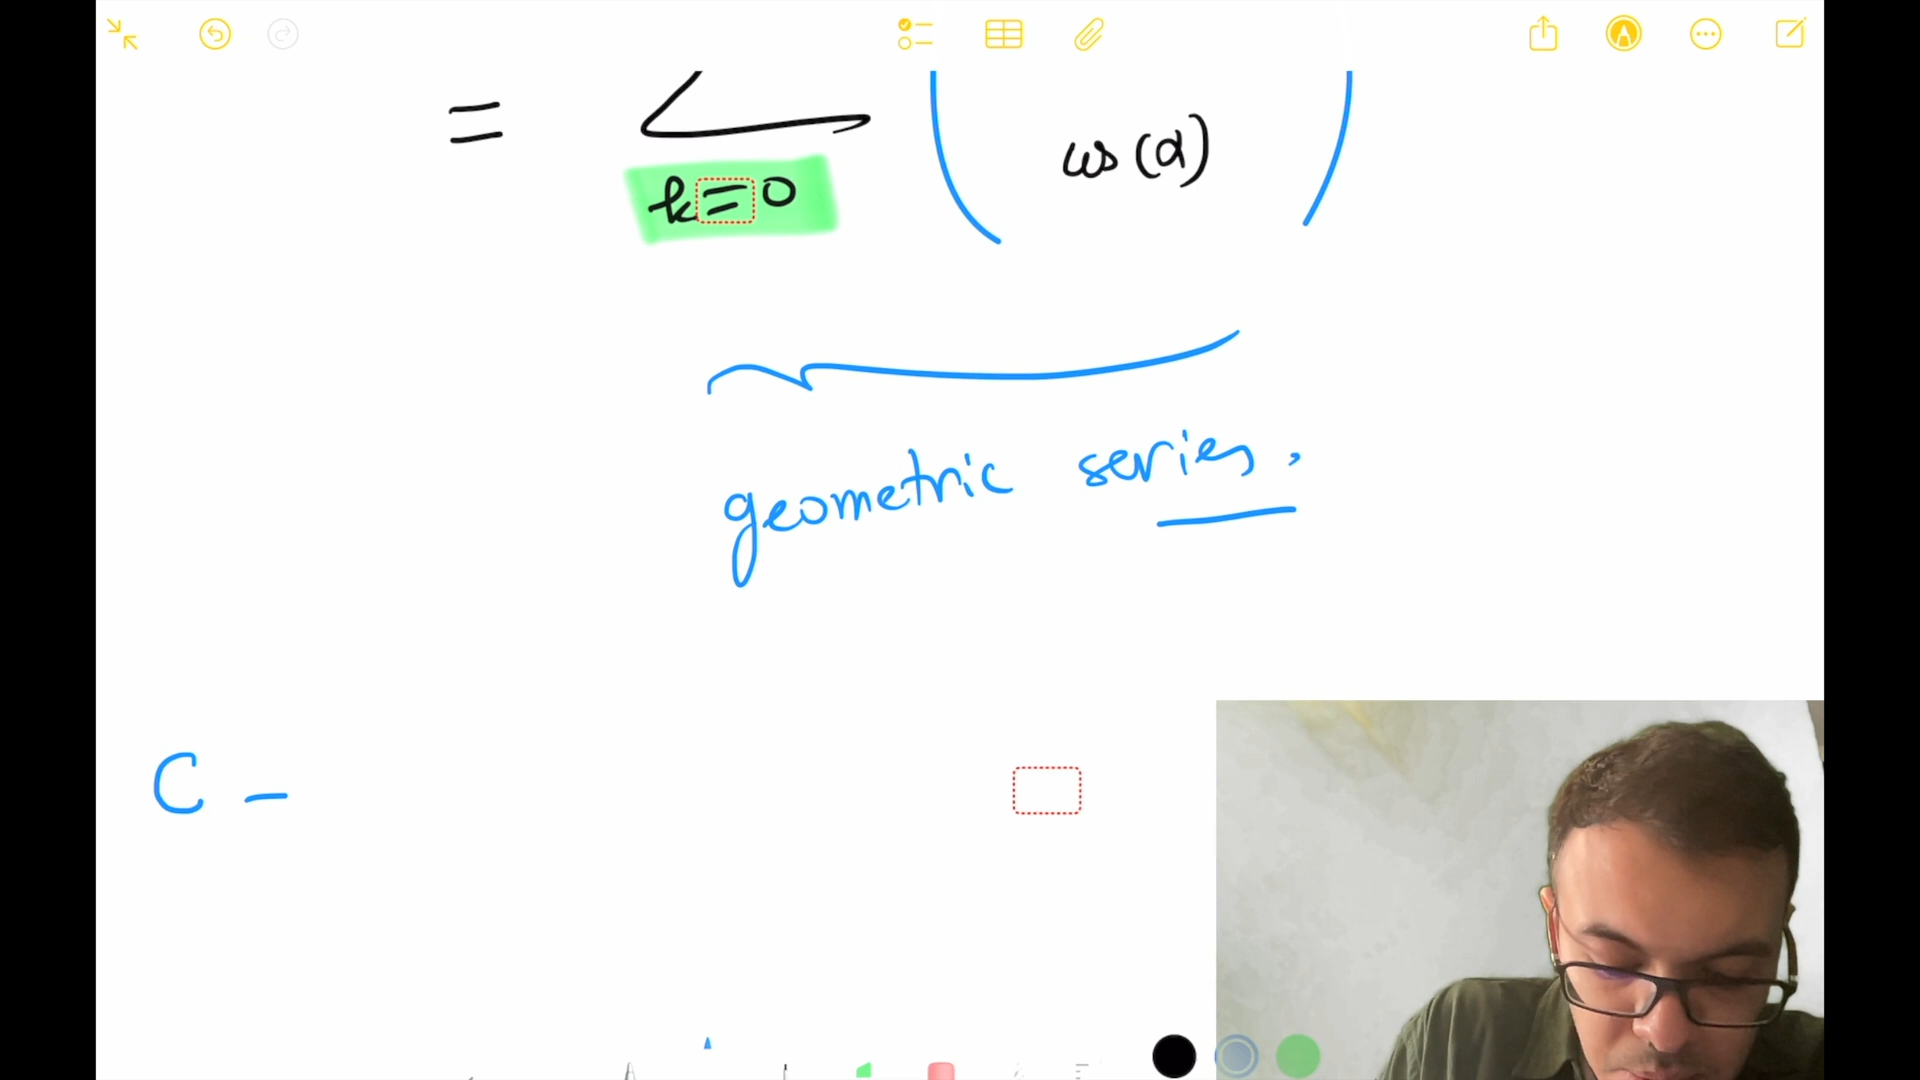 = Σ ( cos(α) )
k=0
geometric series.
C -